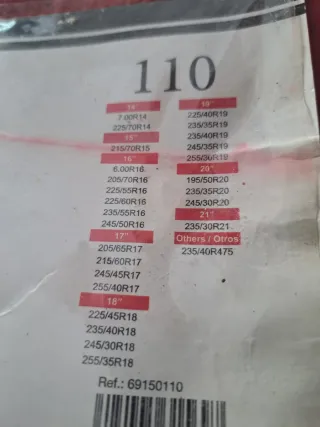 110
14"
7.00R14
225/70R14
15"
215/70R15
16"
6.00R16
205/70R16
225/55R16
225/60R16
235/55R16
245/50R16
17"
205/65R17
215/60R17
245/45R17
255/40R17
18"
225/45R18
235/40R18
245/30R18
255/35R18
19"
225/40R19
235/35R19
235/40R19
245/35R19
255/30R19
20"
195/50R20
235/35R20
245/30R20
21"
235/30R21
Others / Otros
235/40R475
Ref.: 69150110